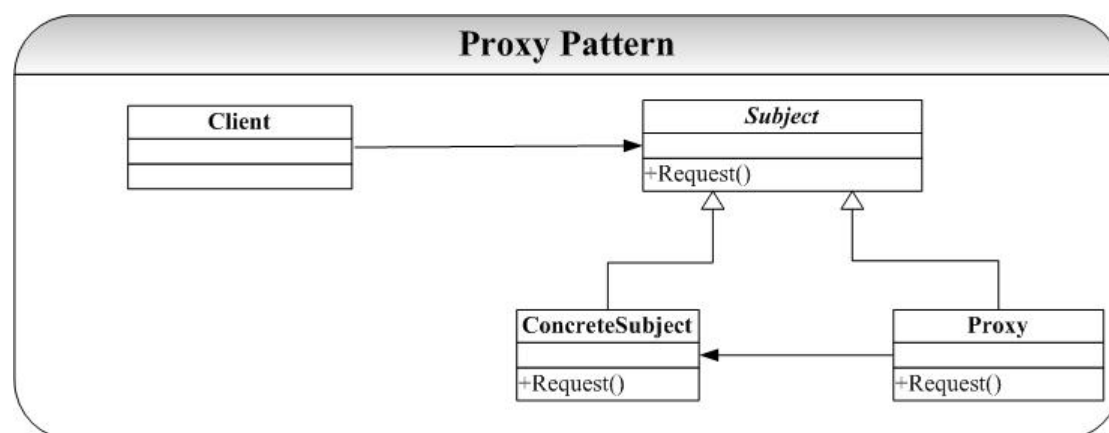 Proxy Pattern
Client
Subject
+Request()
ConcreteSubject
+Request()
Proxy
+Request()